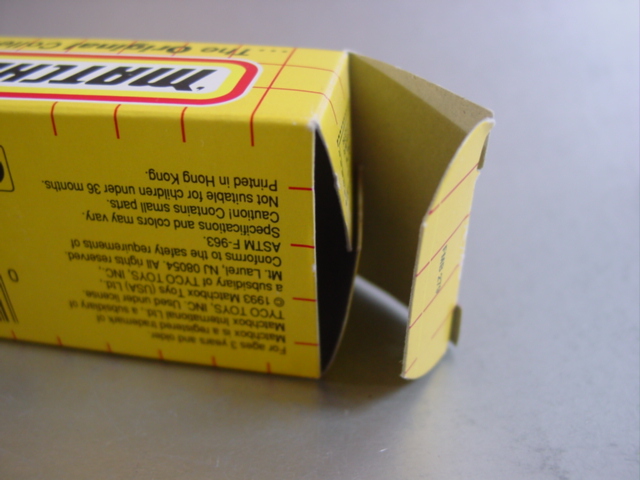 ... The Original Coll
MATCH
For ages 3 years and older.
Matchbox is a registered trademark of
Matchbox International Ltd., a subsidiary of
TYCO TOYS, INC. Used under license.
© 1993 Matchbox Toys (USA) Ltd.,
a subsidiary of TYCO TOYS, INC.,
Mt. Laurel, NJ 08054. All rights reserved.
Conforms to the safety requirements of
ASTM F-963.
Specifications and colors may vary.
Caution! Contains small parts.
Not suitable for children under 36 months.
Printed in Hong Kong.
0